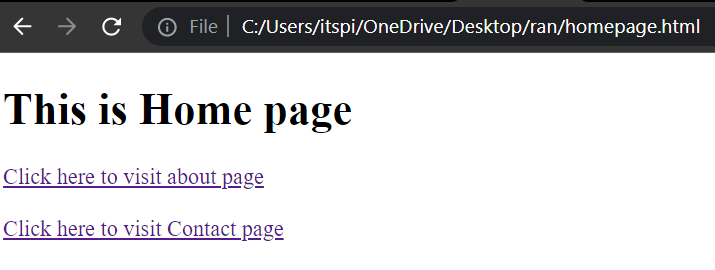 File | C:/Users/itspi/OneDrive/Desktop/ran/homepage.html
This is Home page
Click here to visit about page
Click here to visit Contact page